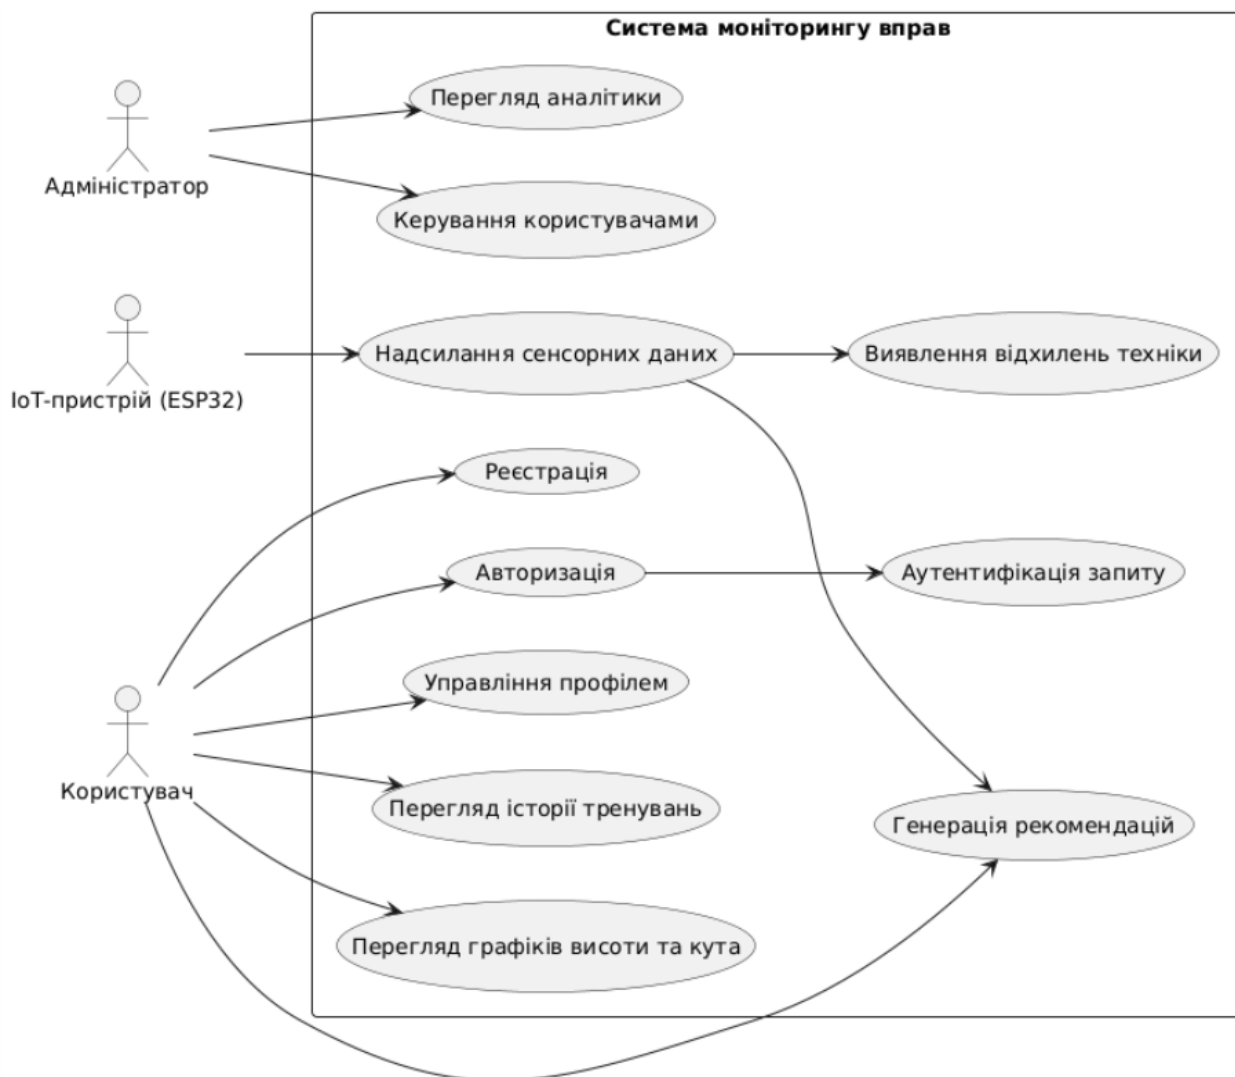 Система моніторингу вправ
Перегляд аналітики
Адміністратор
Керування користувачами
Надсилання сенсорних даних
Виявлення відхилень техніки
IoT-пристрій (ESP32)
Реєстрація
Авторизація
Аутентифікація запиту
Управління профілем
Користувач
Перегляд історії тренувань
Генерація рекомендацій
Перегляд графіків висоти та кута